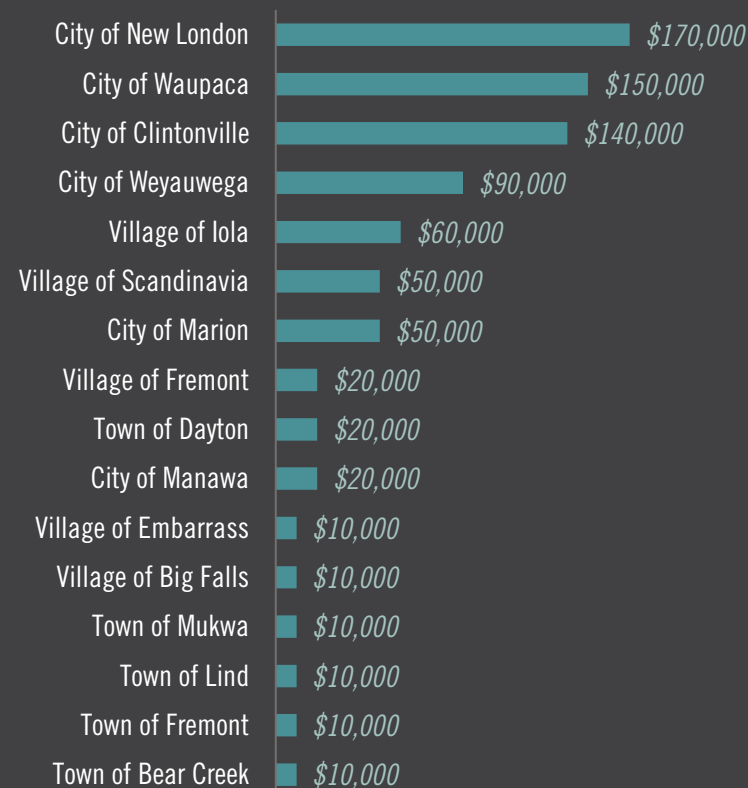 City of New London $170,000
City of Waupaca $150,000
City of Clintonville $140,000
City of Weyauwega $90,000
Village of Iola $60,000
Village of Scandinavia $50,000
City of Marion $50,000
Village of Fremont $20,000
Town of Dayton $20,000
City of Manawa $20,000
Village of Embarrass $10,000
Village of Big Falls $10,000
Town of Mukwa $10,000
Town of Lind $10,000
Town of Fremont $10,000
Town of Bear Creek $10,000